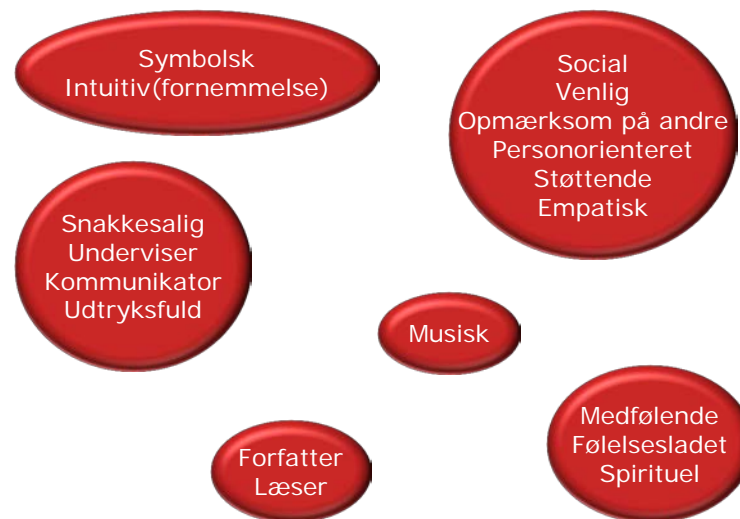 Symbolsk
Intuitiv(fornemmelse)
Social
Venlig
Opmærksom på andre
Personorienteret
Støttende
Empatisk
Snakkesalig
Underviser
Kommunikator
Udtryksfuld
Musisk
Forfatter
Læser
Medfølende
Følelsesladet
Spirituel